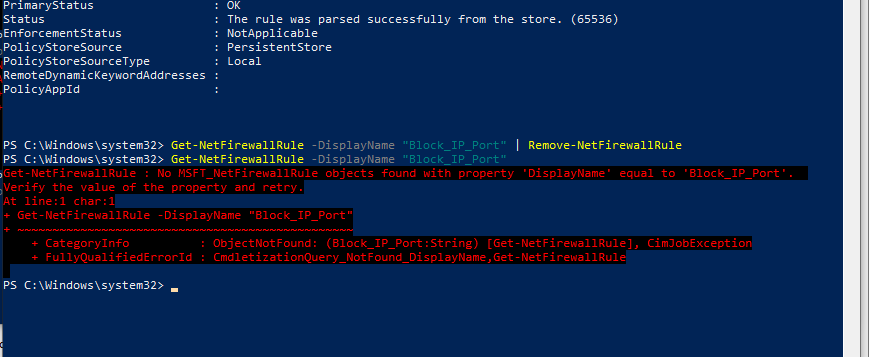 PrimaryStatus : OK
Status : The rule was parsed successfully from the store. (65536)
EnforcementStatus : NotApplicable
PolicyStoreSource : PersistentStore
PolicyStoreSourceType : Local
RemoteDynamicKeywordAddresses :
PolicyAppId :
PS C:\Windows\system32> Get-NetFirewallRule -DisplayName "Block_IP_Port" | Remove-NetFirewallRule
PS C:\Windows\system32> Get-NetFirewallRule -DisplayName "Block_IP_Port"
Get-NetFirewallRule : No MSFT_NetFirewallRule objects found with property 'DisplayName' equal to 'Block_IP_Port'.
Verify the value of the property and retry.
At line:1 char:1
+ Get-NetFirewallRule -DisplayName "Block_IP_Port"
+ ~~~~~~~~~~~~~~~~~~~~~~~~~~~~~~~~~~~~~~~~~~~~~~~~
+ CategoryInfo : ObjectNotFound: (Block_IP_Port:String) [Get-NetFirewallRule], CimJobException
+ FullyQualifiedErrorId : CmdletizationQuery_NotFound_DisplayName,Get-NetFirewallRule
PS C:\Windows\system32>